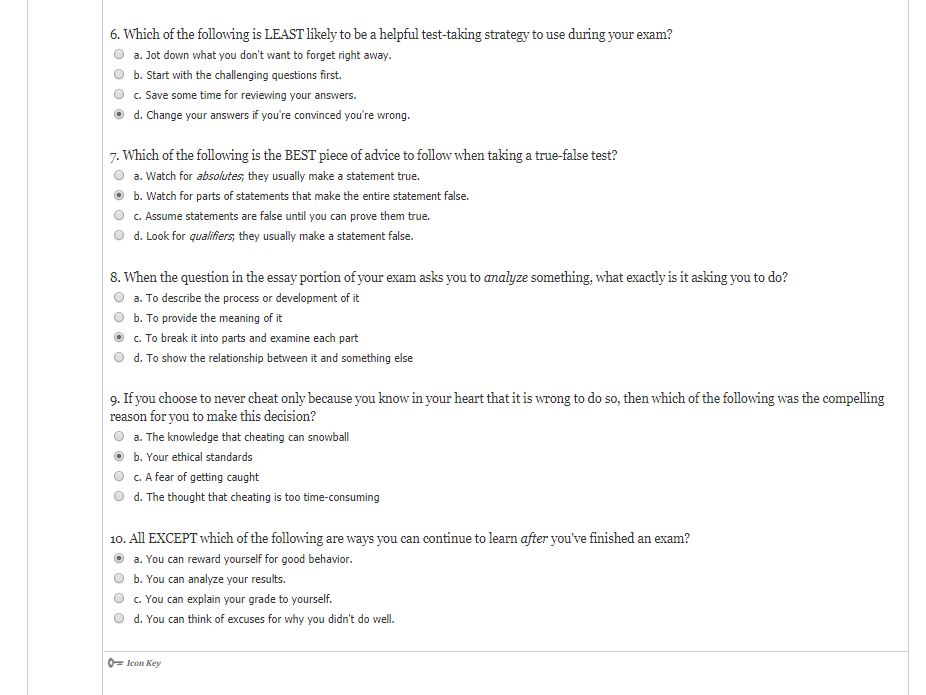 6. Which of the following is LEAST likely to be a helpful test-taking strategy to use during your exam?
a. Jot down what you don't want to forget right away.
b. Start with the challenging questions first.
c. Save some time for reviewing your answers.
d. Change your answers if you're convinced you're wrong.
7. Which of the following is the BEST piece of advice to follow when taking a true-false test?
a. Watch for absolutes; they usually make a statement true.
b. Watch for parts of statements that make the entire statement false.
c. Assume statements are false until you can prove them true.
d. Look for qualifiers; they usually make a statement false.
8. When the question in the essay portion of your exam asks you to analyze something, what exactly is it asking you to do?
a. To describe the process or development of it
b. To provide the meaning of it
c. To break it into parts and examine each part
d. To show the relationship between it and something else
9. If you choose to never cheat only because you know in your heart that it is wrong to do so, then which of the following was the compelling
reason for you to make this decision?
a. The knowledge that cheating can snowball
b. Your ethical standards
c. A fear of getting caught
d. The thought that cheating is too time-consuming
10. All EXCEPT which of the following are ways you can continue to learn after you've finished an exam?
a. You can reward yourself for good behavior.
b. You can analyze your results.
c. You can explain your grade to yourself.
d. You can think of excuses for why you didn't do well.
Icon Key